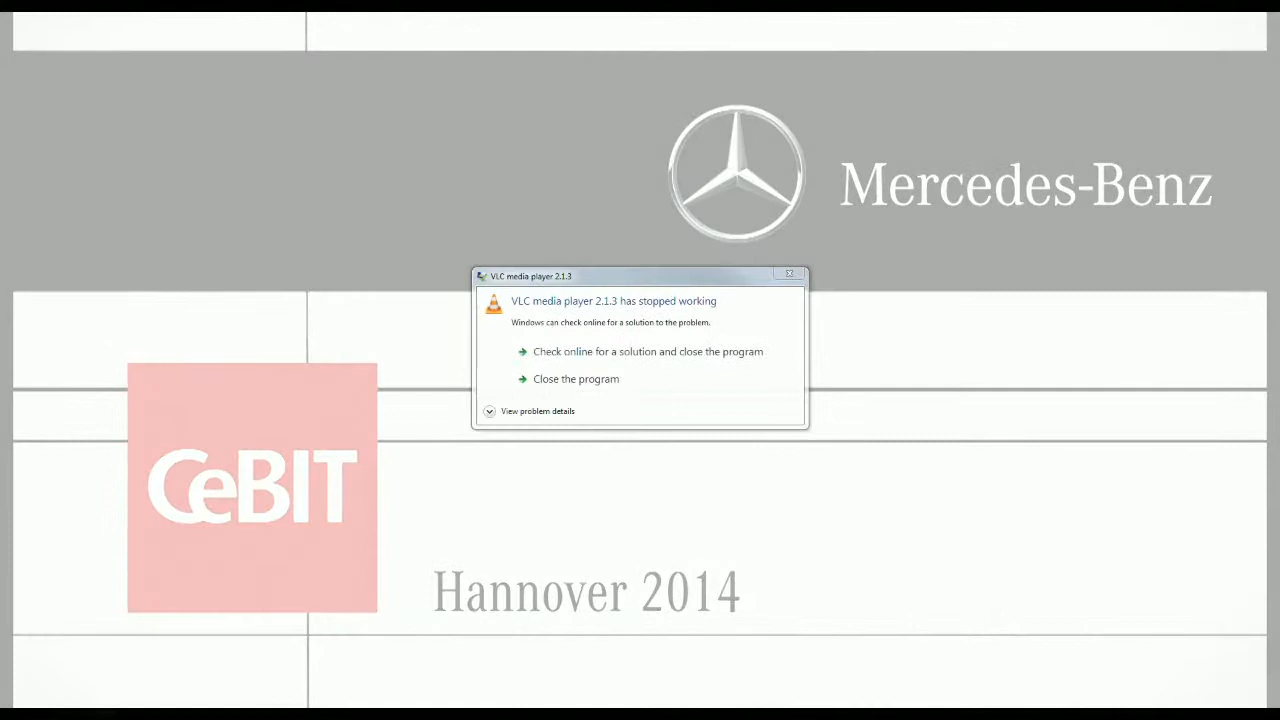 Mercedes-Benz
VLC media player 2.1.3
VLC media player 2.1.3 has stopped working
Windows can check online for a solution to the problem.
Check online for a solution and close the program
Close the program
View problem details
CeBIT
Hannover 2014